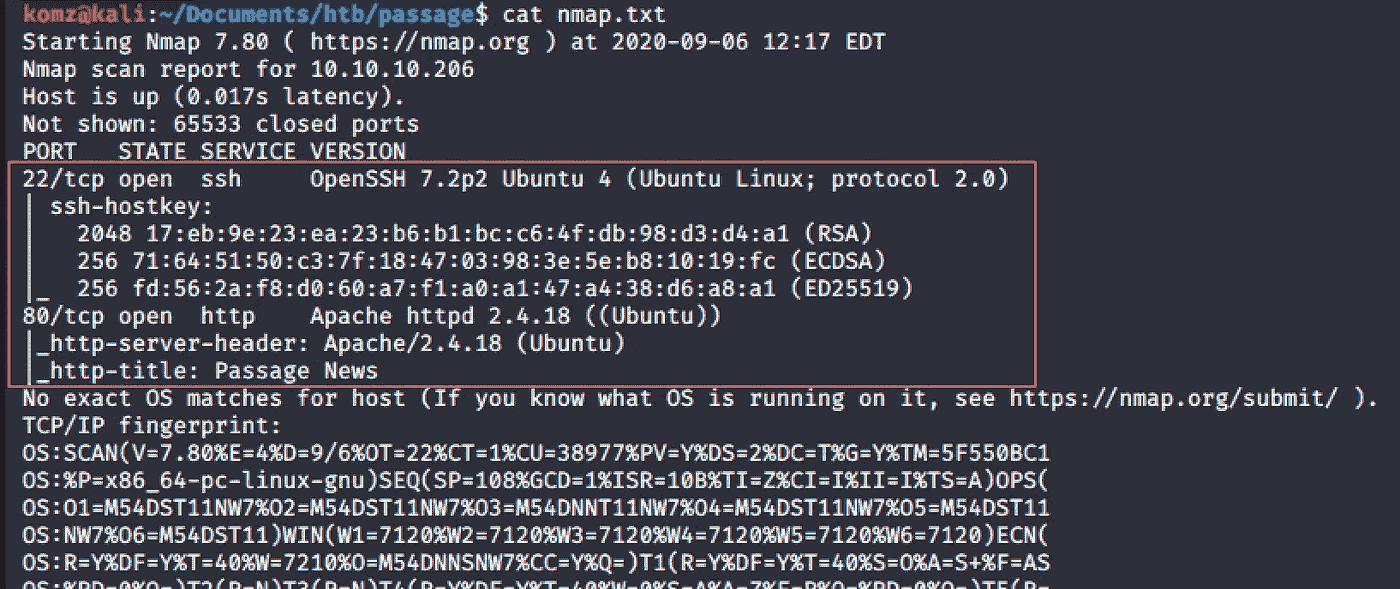 komz@kali:~/Documents/htb/passage$ cat nmap.txt
Starting Nmap 7.80 ( https://nmap.org ) at 2020-09-06 12:17 EDT
Nmap scan report for 10.10.10.206
Host is up (0.017s latency).
Not shown: 65533 closed ports
PORT   STATE SERVICE VERSION
22/tcp open  ssh     OpenSSH 7.2p2 Ubuntu 4 (Ubuntu Linux; protocol 2.0)
| ssh-hostkey:
|   2048 17:eb:9e:23:ea:23:b6:b1:bc:c6:4f:db:98:d3:d4:a1 (RSA)
|   256 71:64:51:50:c3:7f:18:47:03:98:3e:5e:b8:10:19:fc (ECDSA)
|_  256 fd:56:2a:f8:d0:60:a7:f1:a0:a1:47:a4:38:d6:a8:a1 (ED25519)
80/tcp open  http    Apache httpd 2.4.18 ((Ubuntu))
|_http-server-header: Apache/2.4.18 (Ubuntu)
|_http-title: Passage News
No exact OS matches for host (If you know what OS is running on it, see https://nmap.org/submit/ ).
TCP/IP fingerprint:
OS:SCAN(V=7.80%E=4%D=9/6%OT=22%CT=1%CU=38977%PV=Y%DS=2%DC=T%G=Y%TM=5F550BC1
OS:%P=x86_64-pc-linux-gnu)SEQ(SP=108%GCD=1%ISR=10B%TI=Z%CI=I%II=I%TS=A)OPS(
OS:O1=M54DST11NW7%O2=M54DST11NW7%O3=M54DNNT11NW7%O4=M54DST11NW7%O5=M54DST11
OS:NW7%O6=M54DST11)WIN(W1=7120%W2=7120%W3=7120%W4=7120%W5=7120%W6=7120)ECN(
OS:R=Y%DF=Y%T=40%W=7210%O=M54DNNSNW7%CC=Y%Q=)T1(R=Y%DF=Y%T=40%S=O%A=S+%F=AS
OS:%RD=0%Q=)T2(R=N)T3(R=N)T4(R=Y%DF=Y%T=40%W=0%S=A%A=Z%F=R%O=%RD=0%Q=)T5(R=